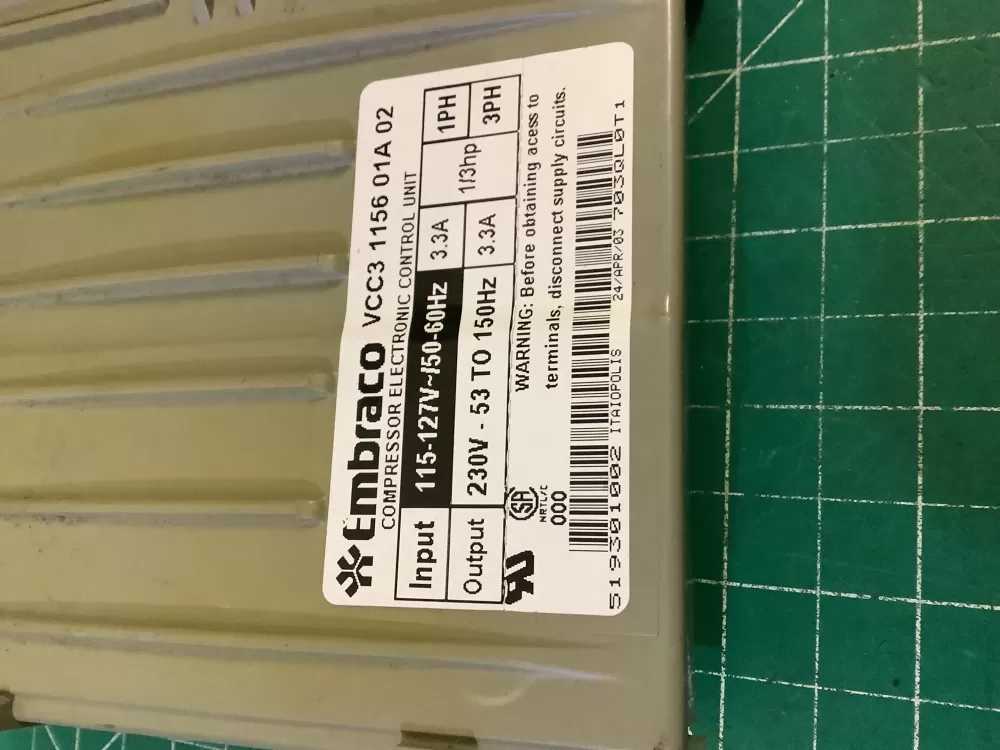 Embraco VCC3 1156 01A 02
COMPRESSOR ELECTRONIC CONTROL UNIT
Input 115-127V~/50-60Hz 3.3A 1/3hp 1PH
Output 230V - 53 TO 150Hz 3.3A 3PH
WARNING: Before obtaining acess to
terminals, disconnect supply circuits.
SA
NRTL/C
000
519301002 ITAIOPOLIS 24/APR/03 703QL0T1